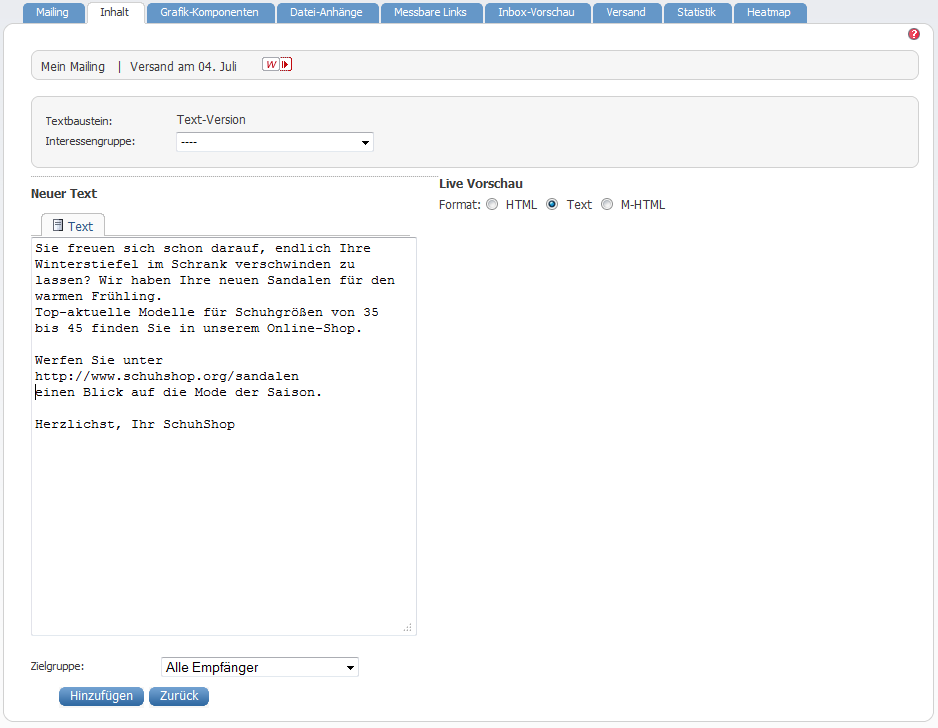 Mailing Inhalt Grafik-Komponenten Datei-Anhänge Messbare Links Inbox-Vorschau Versand Statistik Heatmap
?
Mein Mailing | Versand am 04. Juli W
Textbaustein: Text-Version
Interessengruppe: ----
Neuer Text
Text
Sie freuen sich schon darauf, endlich Ihre
Winterstiefel im Schrank verschwinden zu
lassen? Wir haben Ihre neuen Sandalen für den
warmen Frühling.
Top-aktuelle Modelle für Schuhgrößen von 35
bis 45 finden Sie in unserem Online-Shop.
Werfen Sie unter
http://www.schuhshop.org/sandalen
einen Blick auf die Mode der Saison.
Herzlichst, Ihr SchuhShop
Live Vorschau
Format: HTML Text M-HTML
Zielgruppe: Alle Empfänger
Hinzufügen Zurück